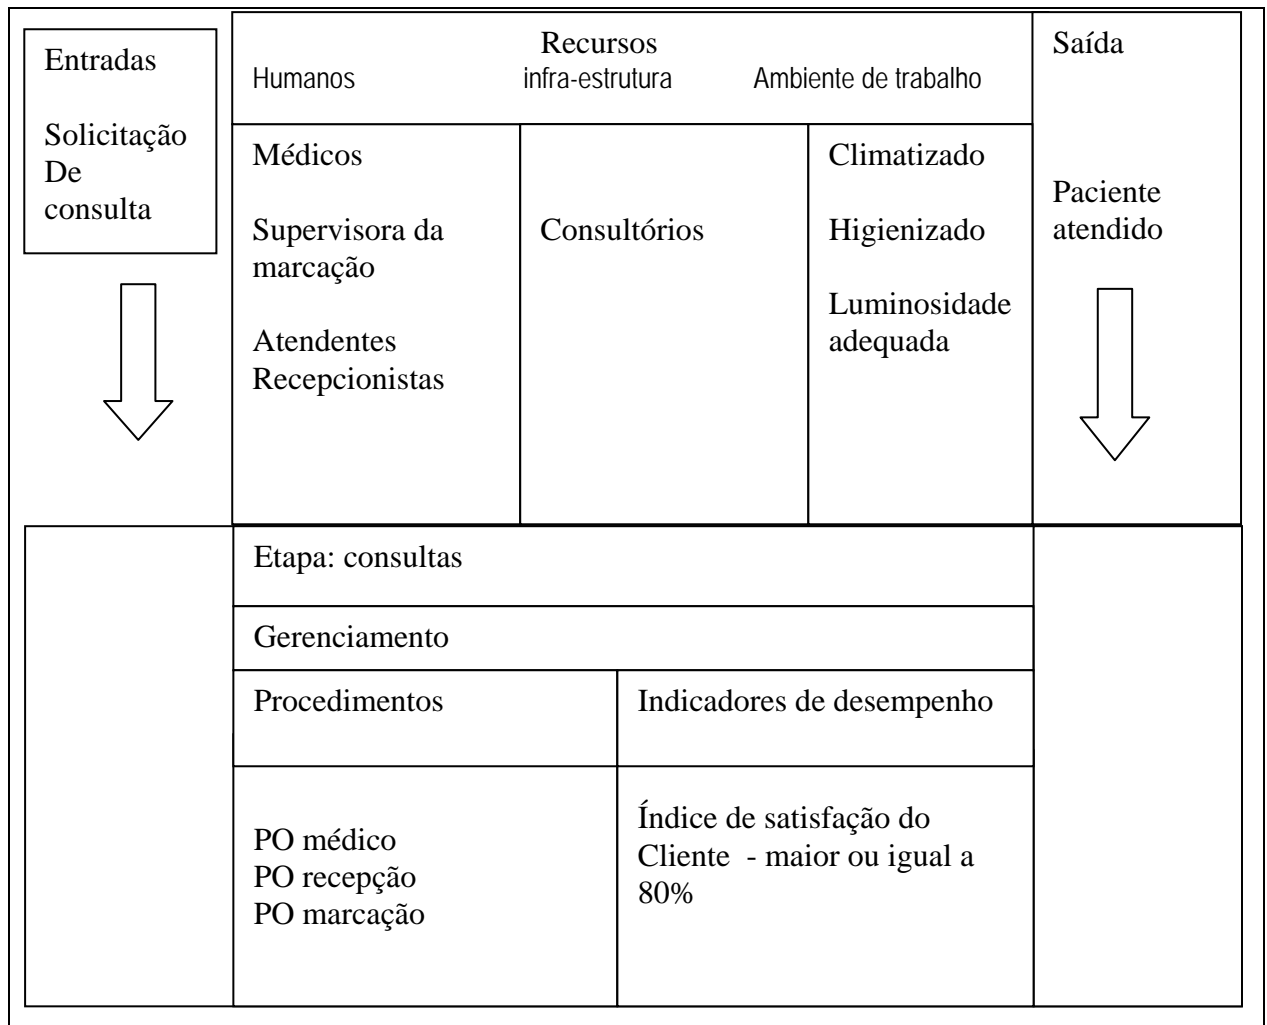 Entradas
Solicitação
De
consulta
Recursos
Humanos infra-estrutura Ambiente de trabalho
Médicos
Supervisora da
marcação
Atendentes
Recepcionistas
Consultórios
Climatizado
Higienizado
Luminosidade
adequada
Saída
Paciente
atendido
Etapa: consultas
Gerenciamento
Procedimentos
Indicadores de desempenho
PO médico
PO recepção
PO marcação
Índice de satisfação do
Cliente - maior ou igual a
80%